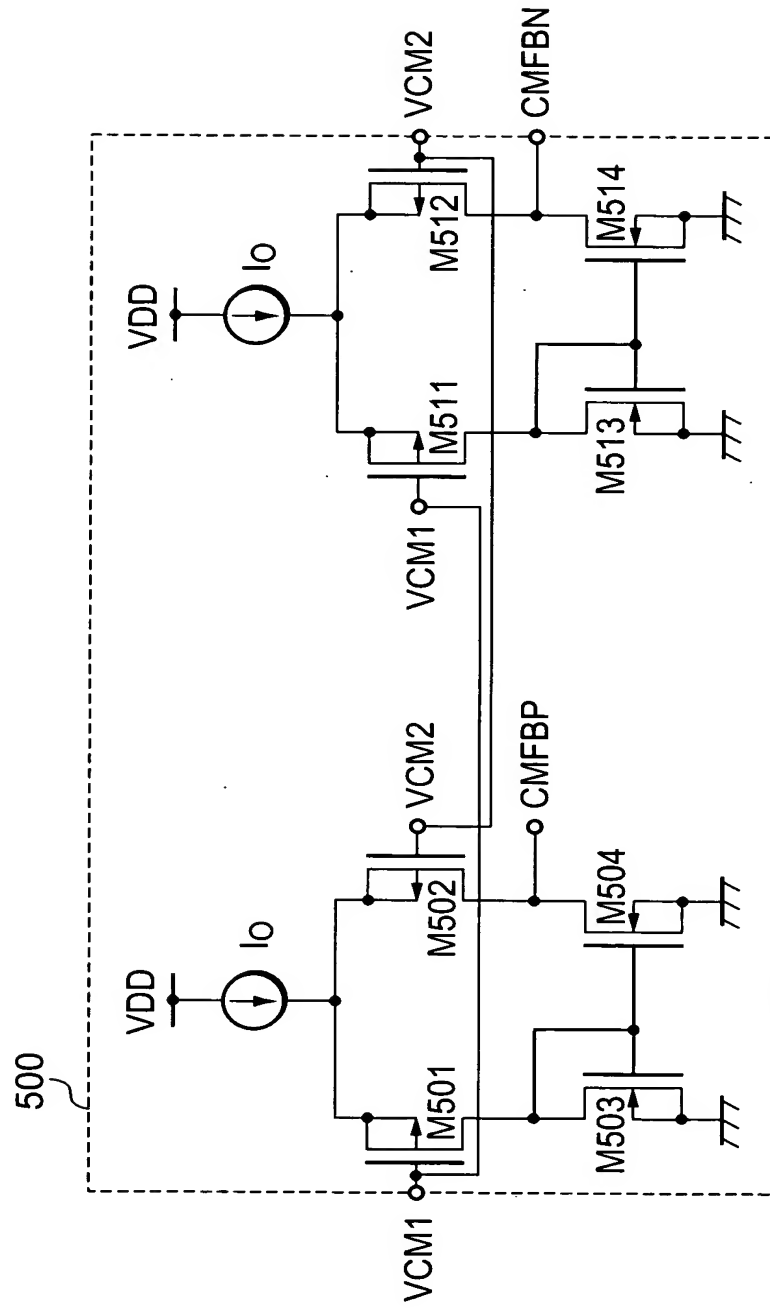 500
VDD
IO
VDD
IO
VCM1
M501
M502
VCM2
VCM1
M511
M512
VCM2
CMFBP
CMFBN
M503
M504
M513
M514